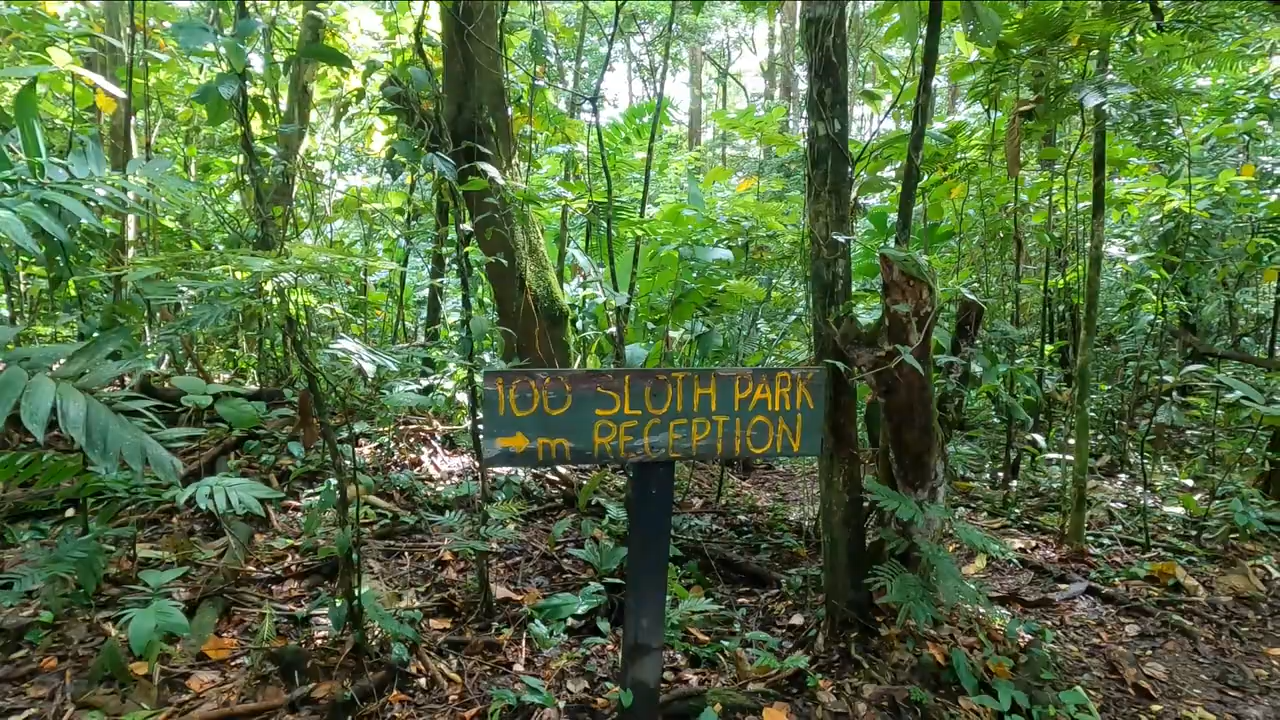 100 SLOTH PARK
→ m RECEPTION